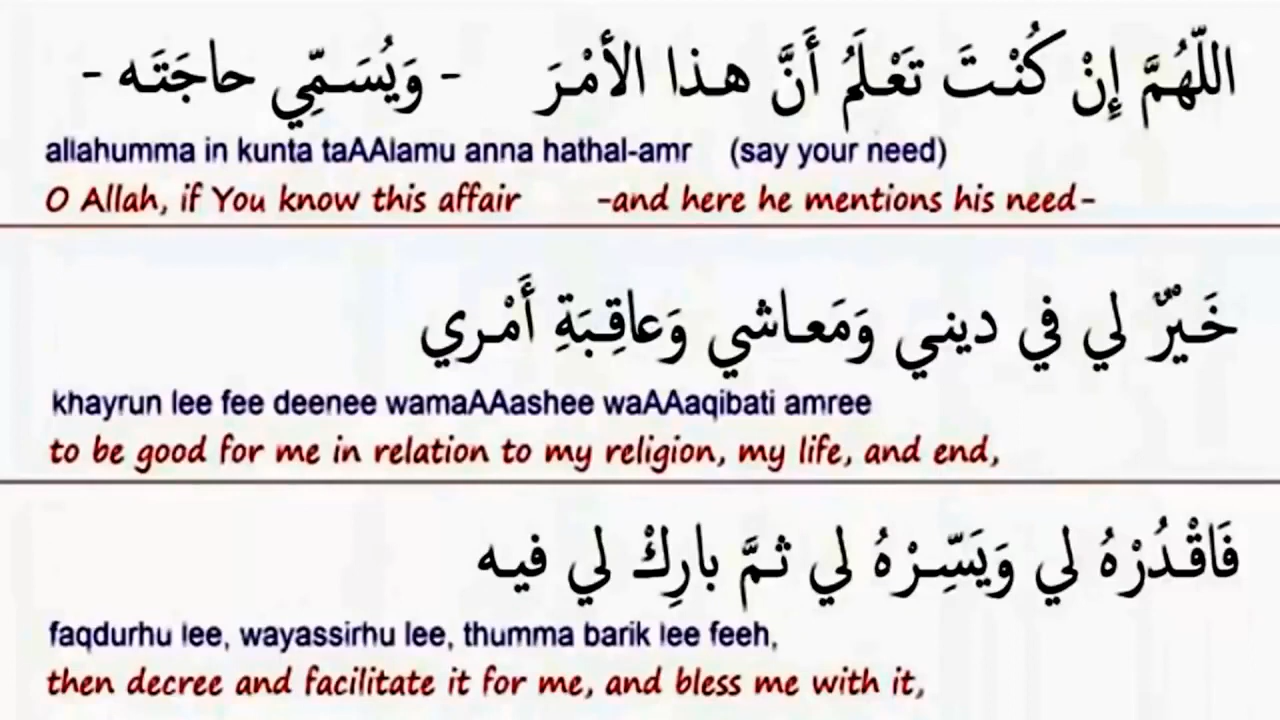 اللّهُمَّ إِنْ كُنْتَ تَعْلَمُ أَنَّ هذا الأمْرَ - وَيُسَمِّي حاجَتَه -
allahumma in kunta taAAlamu anna hathal-amr (say your need)
O Allah, if You know this affair -and here he mentions his need-
خَيْرٌ لي في ديني وَمَعاشي وَعاقِبَةِ أَمْري
khayrun lee fee deenee wamaAAashee waAAaqibati amree
to be good for me in relation to my religion, my life, and end,
فَاقْدُرْهُ لي وَيَسِّرْهُ لي ثمَّ بارِكْ لي فيه
faqdurhu lee, wayassirhu lee, thumma barik lee feeh,
then decree and facilitate it for me, and bless me with it,